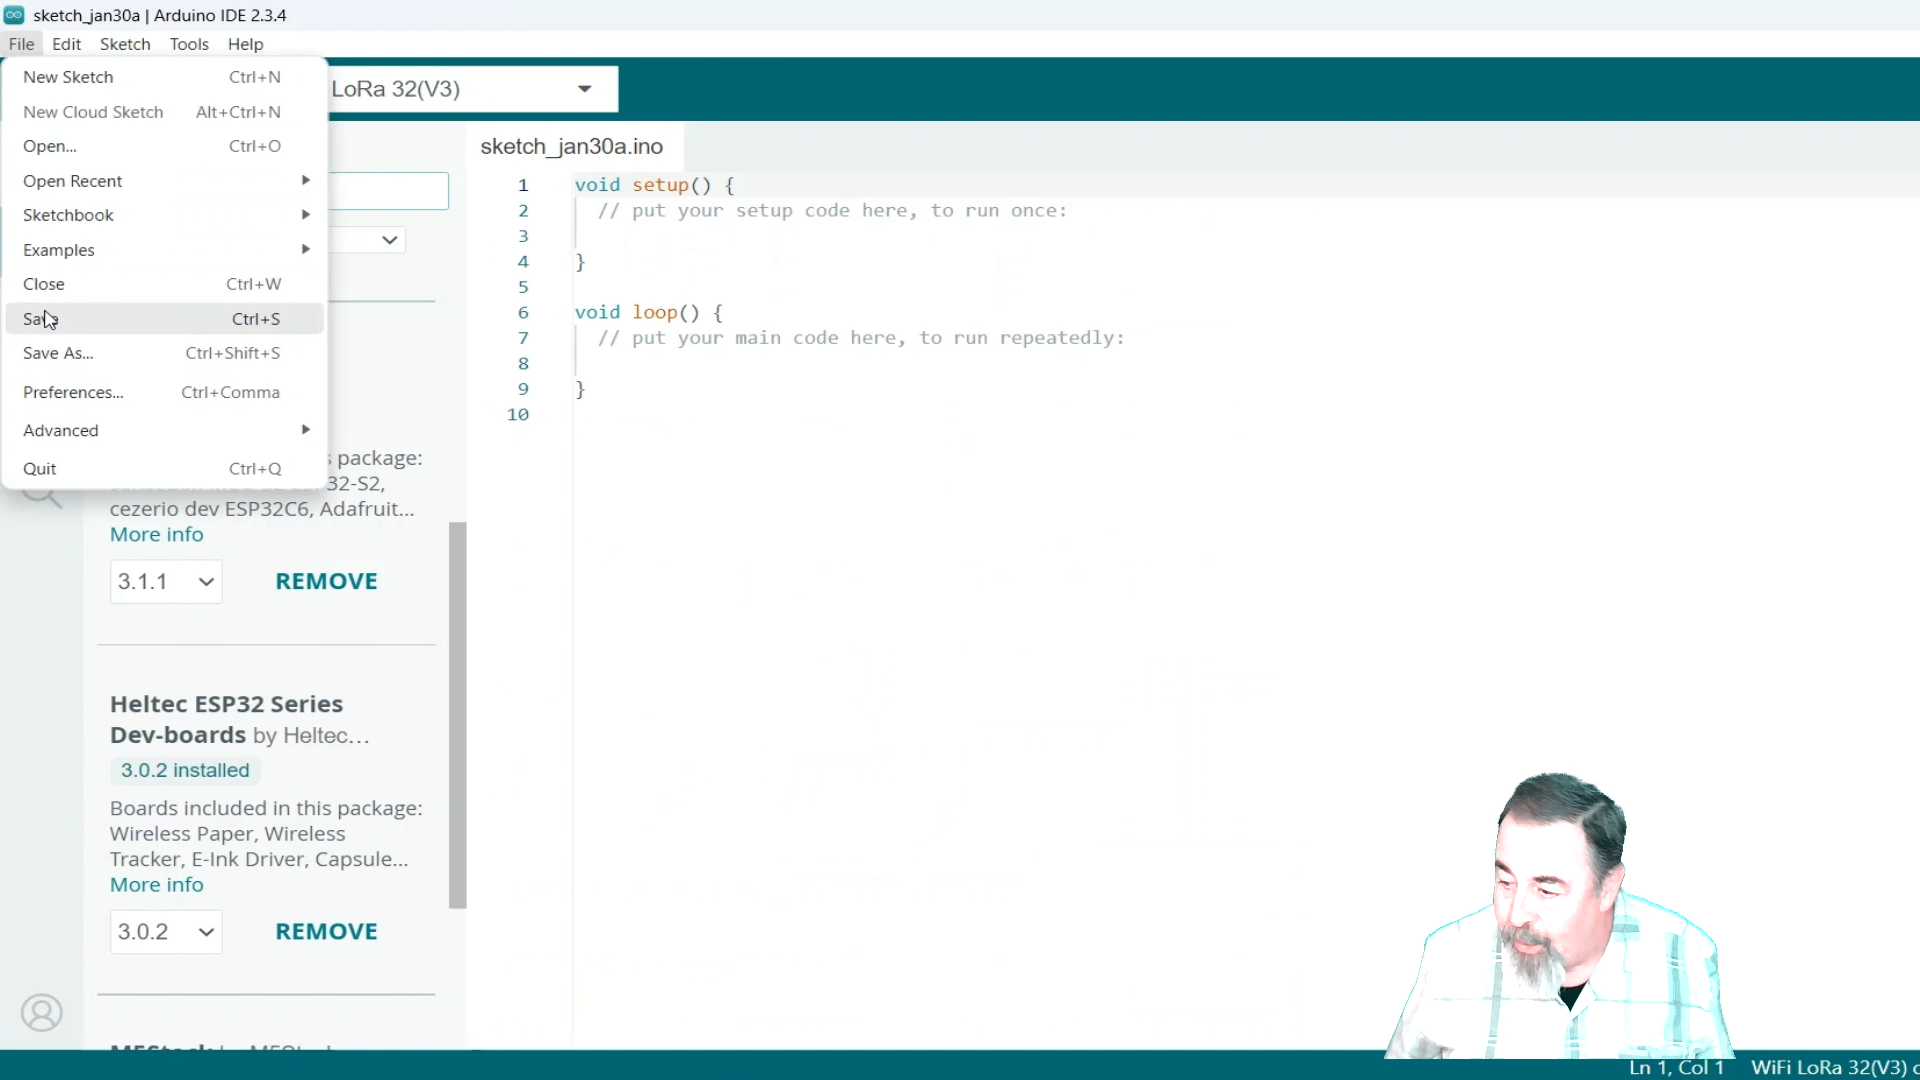 sketch_jan30a | Arduino IDE 2.3.4
File Edit Sketch Tools Help
New Sketch Ctrl+N
New Cloud Sketch Alt+Ctrl+N
Open... Ctrl+O
Open Recent
Sketchbook
Examples
Close Ctrl+W
Save Ctrl+S
Save As... Ctrl+Shift+S
Preferences... Ctrl+Comma
Advanced
Quit Ctrl+Q
LoRa 32(V3)
package:
32-S2,
cezerio dev ESP32C6, Adafruit...
More info
3.1.1 REMOVE
Heltec ESP32 Series
Dev-boards by Heltec...
3.0.2 installed
Boards included in this package:
Wireless Paper, Wireless
Tracker, E-Ink Driver, Capsule...
More info
3.0.2 REMOVE
sketch_jan30a.ino
1 void setup() {
2 // put your setup code here, to run once:
3
4 }
5
6 void loop() {
7 // put your main code here, to run repeatedly:
8
9 }
10
Ln 1, Col 1 WiFi LoRa 32(V3)